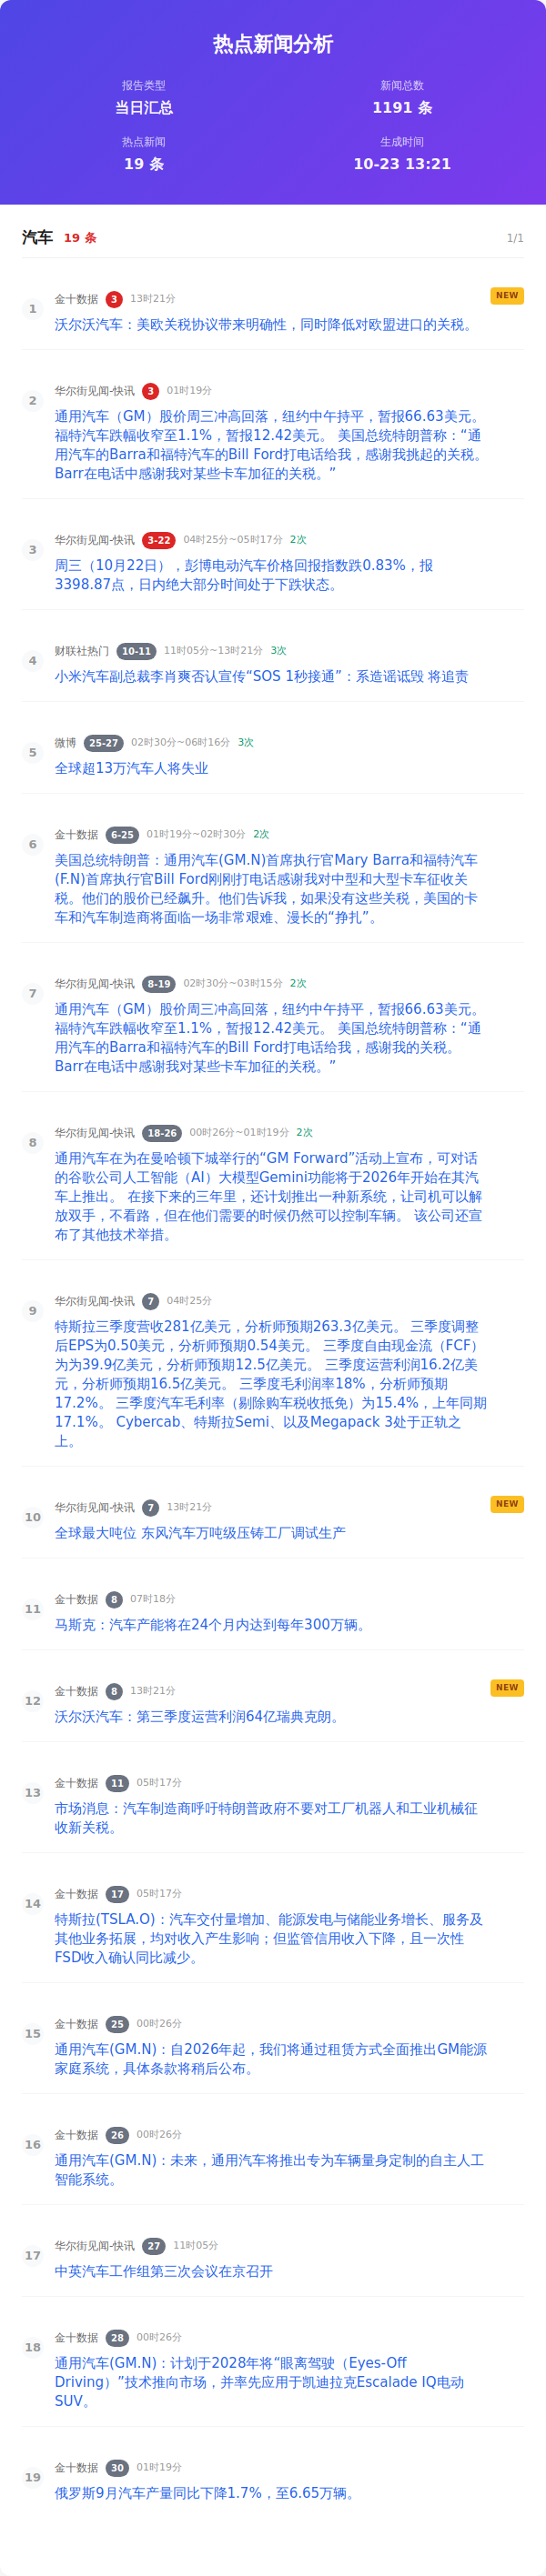 热点新闻分析
报告类型
当日汇总
新闻总数
1191 条
热点新闻
19 条
生成时间
10-23 13:21
汽车 19 条 1/1
1 金十数据 3 13时21分 NEW
沃尔沃汽车：美欧关税协议带来明确性，同时降低对欧盟进口的关税。
2 华尔街见闻-快讯 3 01时19分
通用汽车（GM）股价周三冲高回落，纽约中午持平，暂报66.63美元。
福特汽车跌幅收窄至1.1%，暂报12.42美元。 美国总统特朗普称：“通
用汽车的Barra和福特汽车的Bill Ford打电话给我，感谢我挑起的关税。
Barr在电话中感谢我对某些卡车加征的关税。”
3 华尔街见闻-快讯 3-22 04时25分~05时17分 2次
周三（10月22日），彭博电动汽车价格回报指数跌0.83%，报
3398.87点，日内绝大部分时间处于下跌状态。
4 财联社热门 10-11 11时05分~13时21分 3次
小米汽车副总裁李肖爽否认宣传“SOS 1秒接通”：系造谣诋毁 将追责
5 微博 25-27 02时30分~06时16分 3次
全球超13万汽车人将失业
6 金十数据 6-25 01时19分~02时30分 2次
美国总统特朗普：通用汽车(GM.N)首席执行官Mary Barra和福特汽车
(F.N)首席执行官Bill Ford刚刚打电话感谢我对中型和大型卡车征收关
税。他们的股价已经飙升。他们告诉我，如果没有这些关税，美国的卡
车和汽车制造商将面临一场非常艰难、漫长的“挣扎”。
7 华尔街见闻-快讯 8-19 02时30分~03时15分 2次
通用汽车（GM）股价周三冲高回落，纽约中午持平，暂报66.63美元。
福特汽车跌幅收窄至1.1%，暂报12.42美元。 美国总统特朗普称：“通
用汽车的Barra和福特汽车的Bill Ford打电话给我，感谢我的关税。
Barr在电话中感谢我对某些卡车加征的关税。”
8 华尔街见闻-快讯 18-26 00时26分~01时19分 2次
通用汽车在为在曼哈顿下城举行的“GM Forward”活动上宣布，可对话
的谷歌公司人工智能（AI）大模型Gemini功能将于2026年开始在其汽
车上推出。 在接下来的三年里，还计划推出一种新系统，让司机可以解
放双手，不看路，但在他们需要的时候仍然可以控制车辆。 该公司还宣
布了其他技术举措。
9 华尔街见闻-快讯 7 04时25分
特斯拉三季度营收281亿美元，分析师预期263.3亿美元。 三季度调整
后EPS为0.50美元，分析师预期0.54美元。 三季度自由现金流（FCF）
为为39.9亿美元，分析师预期12.5亿美元。 三季度运营利润16.2亿美
元，分析师预期16.5亿美元。 三季度毛利润率18%，分析师预期
17.2%。 三季度汽车毛利率（剔除购车税收抵免）为15.4%，上年同期
17.1%。 Cybercab、特斯拉Semi、以及Megapack 3处于正轨之
上。
10 华尔街见闻-快讯 7 13时21分 NEW
全球最大吨位 东风汽车万吨级压铸工厂调试生产
11 金十数据 8 07时18分
马斯克：汽车产能将在24个月内达到每年300万辆。
12 金十数据 8 13时21分 NEW
沃尔沃汽车：第三季度运营利润64亿瑞典克朗。
13 金十数据 11 05时17分
市场消息：汽车制造商呼吁特朗普政府不要对工厂机器人和工业机械征
收新关税。
14 金十数据 17 05时17分
特斯拉(TSLA.O)：汽车交付量增加、能源发电与储能业务增长、服务及
其他业务拓展，均对收入产生影响；但监管信用收入下降，且一次性
FSD收入确认同比减少。
15 金十数据 25 00时26分
通用汽车(GM.N)：自2026年起，我们将通过租赁方式全面推出GM能源
家庭系统，具体条款将稍后公布。
16 金十数据 26 00时26分
通用汽车(GM.N)：未来，通用汽车将推出专为车辆量身定制的自主人工
智能系统。
17 华尔街见闻-快讯 27 11时05分
中英汽车工作组第三次会议在京召开
18 金十数据 28 00时26分
通用汽车(GM.N)：计划于2028年将“眼离驾驶（Eyes-Off
Driving）”技术推向市场，并率先应用于凯迪拉克Escalade IQ电动
SUV。
19 金十数据 30 01时19分
俄罗斯9月汽车产量同比下降1.7%，至6.65万辆。